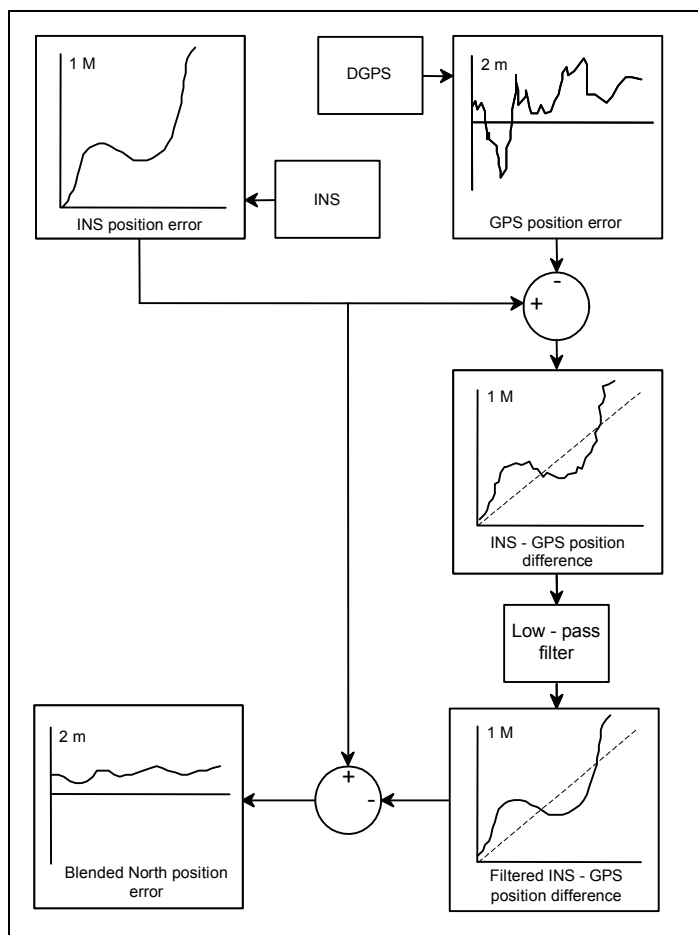 1 M
INS position error
INS
DGPS
2 m
GPS position error
-
+
1 M
INS - GPS position
difference
Low - pass
filter
1 M
Filtered INS - GPS
position difference
+
-
2 m
Blended North position
error